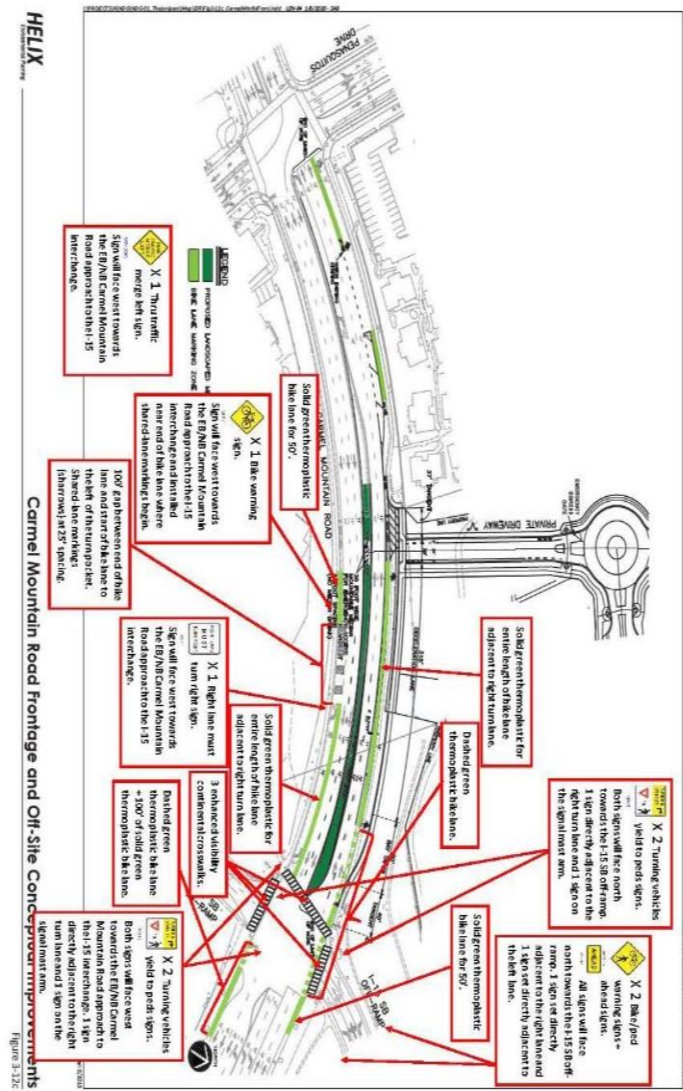 X 2 Turning vehicles
yield to peds signs.
Both signs will face north
towards the I-15 SB off-ramp.
1 sign directly adjacent to the
right turn lane and 1 sign on
the signal mast arm.
X 2 Bike/ped
warning signs +
ahead signs.
AHEAD
All signs will face
north towards the I-15 SB off-
ramp. 1 sign set directly
adjacent to the right lane and
1 sign set directly adjacent to
the left lane.
Solid green thermoplastic for
entire length of bike lane
adjacent to right turn lane.
Dashed green
thermoplastic bike lane.
Solid green thermoplastic
bike lane for 50'.
EMERGENCY
ACCESS
GATE
PRIVATE DRIVEWAY
PENASQUITOS
DRIVE
I-15 SB
OFF-RAMP
SB
RAMP
CARMEL MOUNTAIN ROAD
Solid green thermoplastic
bike lane for 50'.
LEGEND
PROPOSED LANDSCAPED
BIKE LANE MARKING ZONE
X 1 Thru traffic
merge left sign.
Sign will face west towards
the EB/NB Carmel Mountain
Road approach to the I-15
interchange.
X 1 Bike warning
sign.
Sign will face west towards
the EB/NB Carmel Mountain
Road approach to the I-15
interchange and installed
near end of bike lane where
shared-lane markings begin.
100' gap between end of bike
lane and start of bike lane to
the left of the turn pocket.
Shared-lane markings
(sharrows) at 25' spacing.
RIGHT LANE
MUST
TURN RIGHT
X 1 Right lane must
turn right sign.
Sign will face west towards
the EB/NB Carmel Mountain
Road approach to the I-15
interchange.
Solid green thermoplastic for
entire length of bike lane
adjacent to right turn lane.
3 enhanced visibility
continental crosswalks.
Dashed green
thermoplastic bike lane
+ 100' of solid green
thermoplastic bike lane.
X 2 Turning vehicles
yield to peds signs.
Both signs will face west
towards the EB/NB Carmel
Mountain Road approach to
the I-15 interchange. 1 sign
directly adjacent to the right
turn lane and 1 sign on the
signal mast arm.
HELIX
Environmental Planning
Carmel Mountain Road Frontage and Off-Site Conceptual Improvements
Figure 3-12c